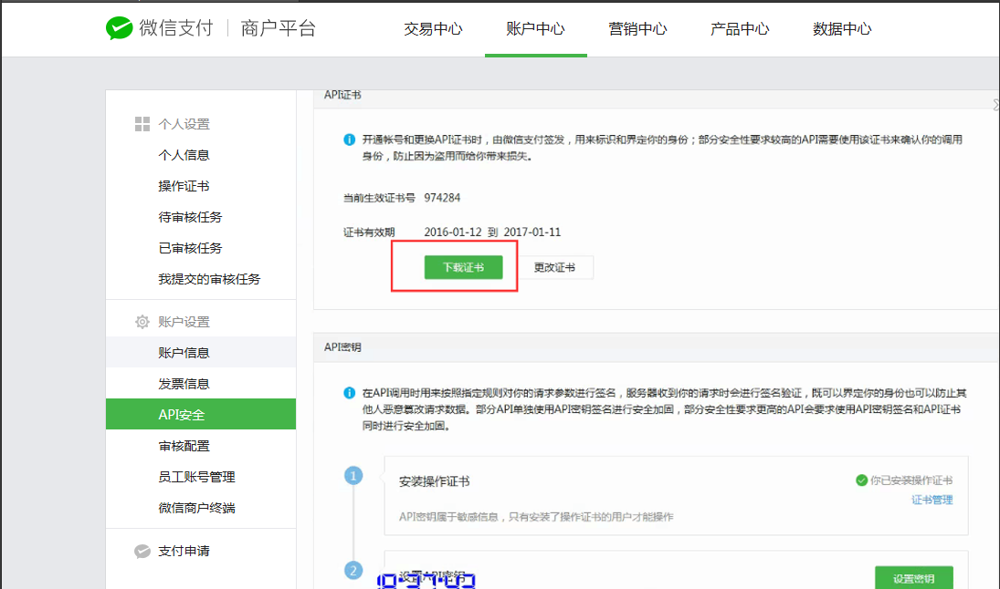 微信支付 商户平台
交易中心 账户中心 营销中心 产品中心 数据中心
个人设置
个人信息
操作证书
待审核任务
已审核任务
我提交的审核任务
账户设置
账户信息
发票信息
API安全
审核配置
员工账号管理
微信商户终端
支付申请
API证书
开通帐号和更换API证书时，由微信支付签发，用来标识和界定你的身份；部分安全性要求较高的API需要使用该证书来确认你的调用
身份，防止因为盗用而给你带来损失。
当前生效证书号 974284
证书有效期 2016-01-12 到 2017-01-11
下载证书 更改证书
API密钥
在API调用时用来按照指定规则对你的请求参数进行签名，服务器收到你的请求时会进行签名验证，既可以界定你的身份也可以防止其
他人恶意篡改请求数据。部分API单独使用API密钥签名进行安全加固，部分安全性要求更高的API会要求使用API密钥签名和API证书
同时进行安全加固。
1 安装操作证书 你已安装操作证书
证书管理
API密钥属于敏感信息，只有安装了操作证书的用户才能操作
2 设置API密钥 设置密钥